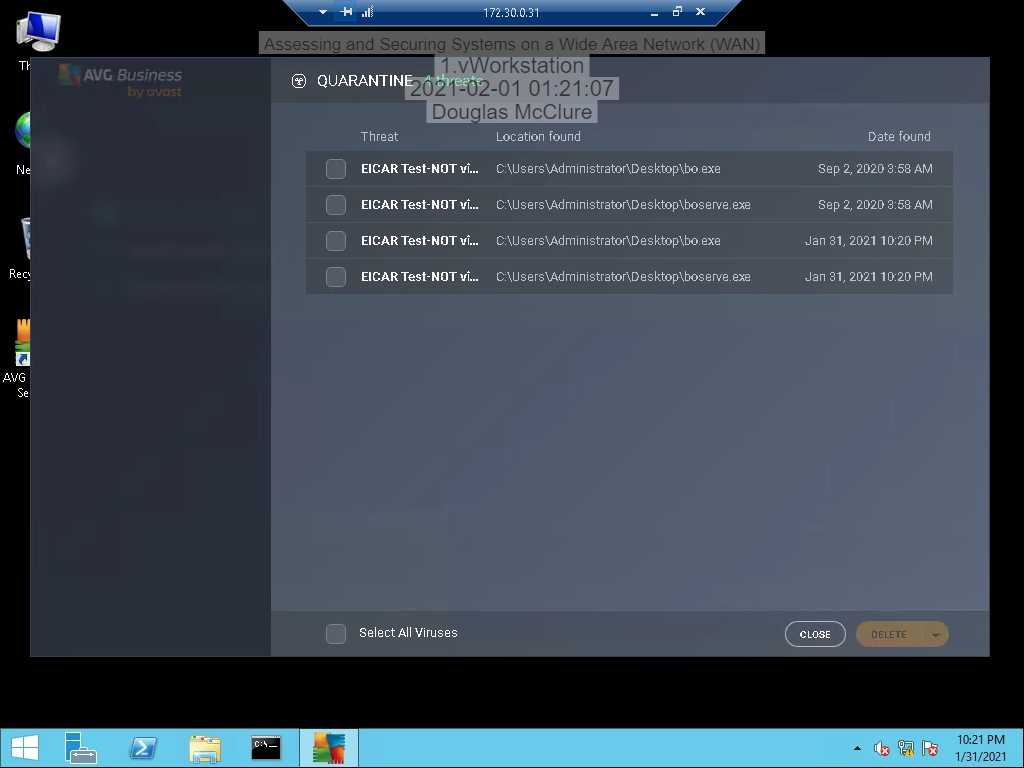 172.30.0.31
Assessing and Securing Systems on a Wide Area Network (WAN)
1.vWorkstation
2021-02-01 01:21:07
Douglas McClure
Th
AVG Business
by avast
QUARANTINE 4 threats
Threat Location found Date found
EICAR Test-NOT vi... C:\Users\Administrator\Desktop\bo.exe Sep 2, 2020 3:58 AM
EICAR Test-NOT vi... C:\Users\Administrator\Desktop\boserve.exe Sep 2, 2020 3:58 AM
EICAR Test-NOT vi... C:\Users\Administrator\Desktop\bo.exe Jan 31, 2021 10:20 PM
EICAR Test-NOT vi... C:\Users\Administrator\Desktop\boserve.exe Jan 31, 2021 10:20 PM
Ne
Recy
AVG
Se
Select All Viruses CLOSE DELETE
C:\_
10:21 PM
1/31/2021